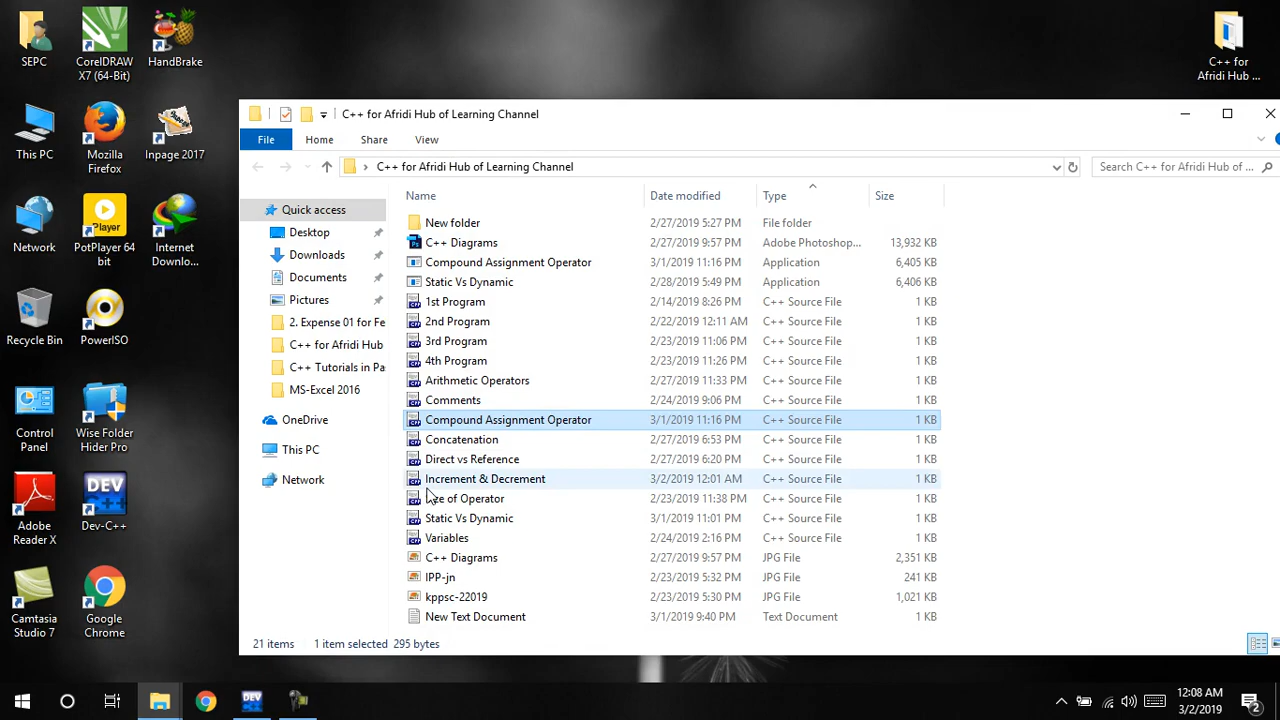 SEPC
CorelDRAW
X7 (64-Bit)
HandBrake
C++ for
Afridi Hub ...
This PC
Mozilla
Firefox
Inpage 2017
Network
PotPlayer 64
bit
Internet
Downlo...
Recycle Bin
PowerISO
Control
Panel
Wise Folder
Hider Pro
Adobe
Reader X
Dev-C++
Camtasia
Studio 7
Google
Chrome
C++ for Afridi Hub of Learning Channel
File Home Share View
C++ for Afridi Hub of Learning Channel
Search C++ for Afridi Hub of ...
Quick access
Desktop
Downloads
Documents
Pictures
2. Expense 01 for Fe
C++ for Afridi Hub
C++ Tutorials in Pa
MS-Excel 2016
OneDrive
This PC
Network
Name Date modified Type Size
New folder 2/27/2019 5:27 PM File folder
C++ Diagrams 2/27/2019 9:57 PM Adobe Photoshop... 13,932 KB
Compound Assignment Operator 3/1/2019 11:16 PM Application 6,405 KB
Static Vs Dynamic 2/28/2019 5:49 PM Application 6,406 KB
1st Program 2/14/2019 8:26 PM C++ Source File 1 KB
2nd Program 2/22/2019 12:11 AM C++ Source File 1 KB
3rd Program 2/23/2019 11:06 PM C++ Source File 1 KB
4th Program 2/23/2019 11:26 PM C++ Source File 1 KB
Arithmetic Operators 2/27/2019 11:33 PM C++ Source File 1 KB
Comments 2/24/2019 9:06 PM C++ Source File 1 KB
Compound Assignment Operator 3/1/2019 11:16 PM C++ Source File 1 KB
Concatenation 2/27/2019 6:53 PM C++ Source File 1 KB
Direct vs Reference 2/27/2019 6:20 PM C++ Source File 1 KB
Increment & Decrement 3/2/2019 12:01 AM C++ Source File 1 KB
of Operator 2/23/2019 11:38 PM C++ Source File 1 KB
Static Vs Dynamic 3/1/2019 11:01 PM C++ Source File 1 KB
Variables 2/24/2019 2:16 PM C++ Source File 1 KB
C++ Diagrams 2/27/2019 9:57 PM JPG File 2,351 KB
IPP-jn 2/23/2019 5:32 PM JPG File 241 KB
kppsc-22019 2/23/2019 5:30 PM JPG File 1,021 KB
New Text Document 3/1/2019 9:40 PM Text Document 1 KB
21 items 1 item selected 295 bytes
DEV
12:08 AM
3/2/2019
2